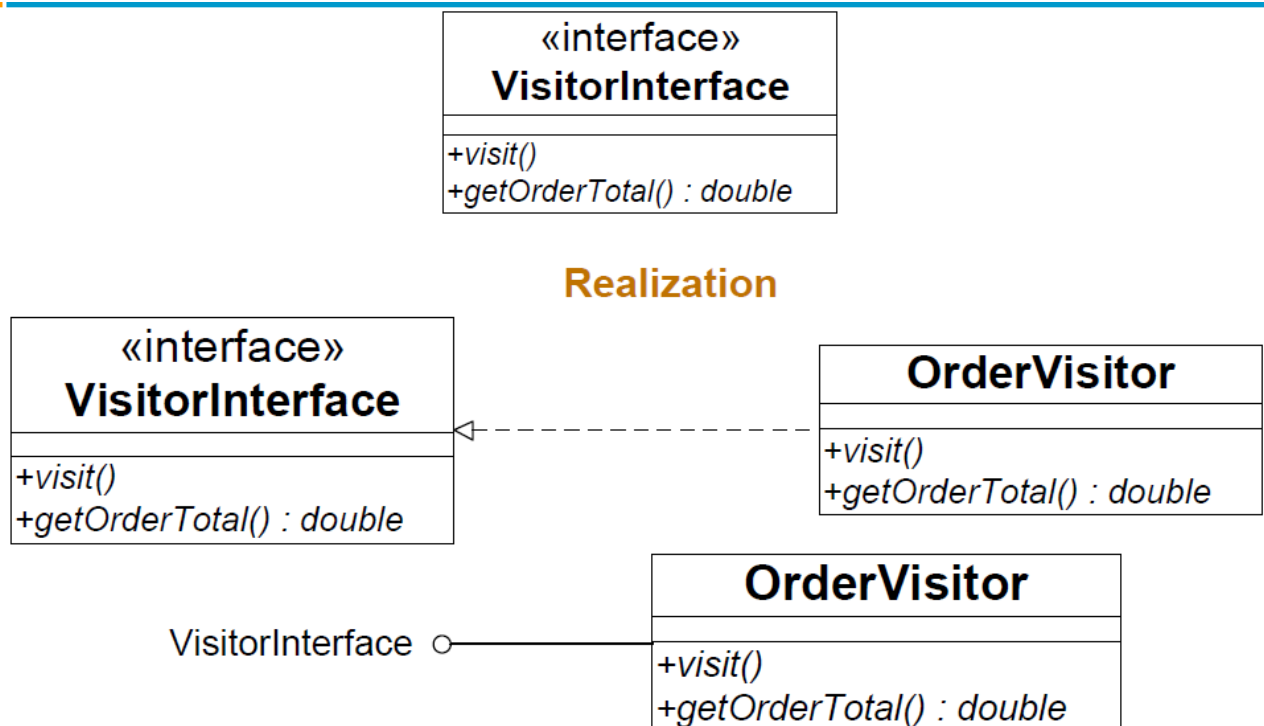 «interface»
VisitorInterface
+visit()
+getOrderTotal() : double
Realization
«interface»
VisitorInterface
+visit()
+getOrderTotal() : double
OrderVisitor
+visit()
+getOrderTotal() : double
VisitorInterface
OrderVisitor
+visit()
+getOrderTotal() : double